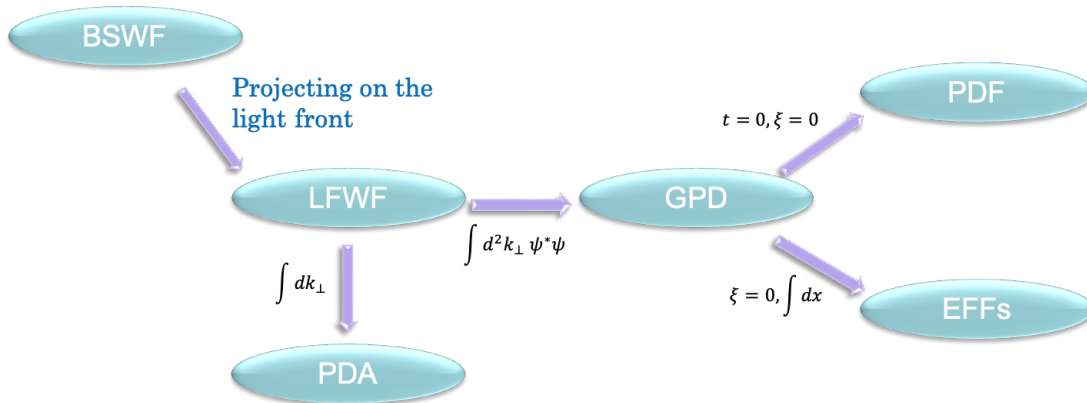 BSWF
Projecting on the
light front
LFWF
∫ d²k⊥ ψ*ψ
GPD
t = 0, ξ = 0
PDF
ξ = 0, ∫ dx
EFFs
∫ dk⊥
PDA